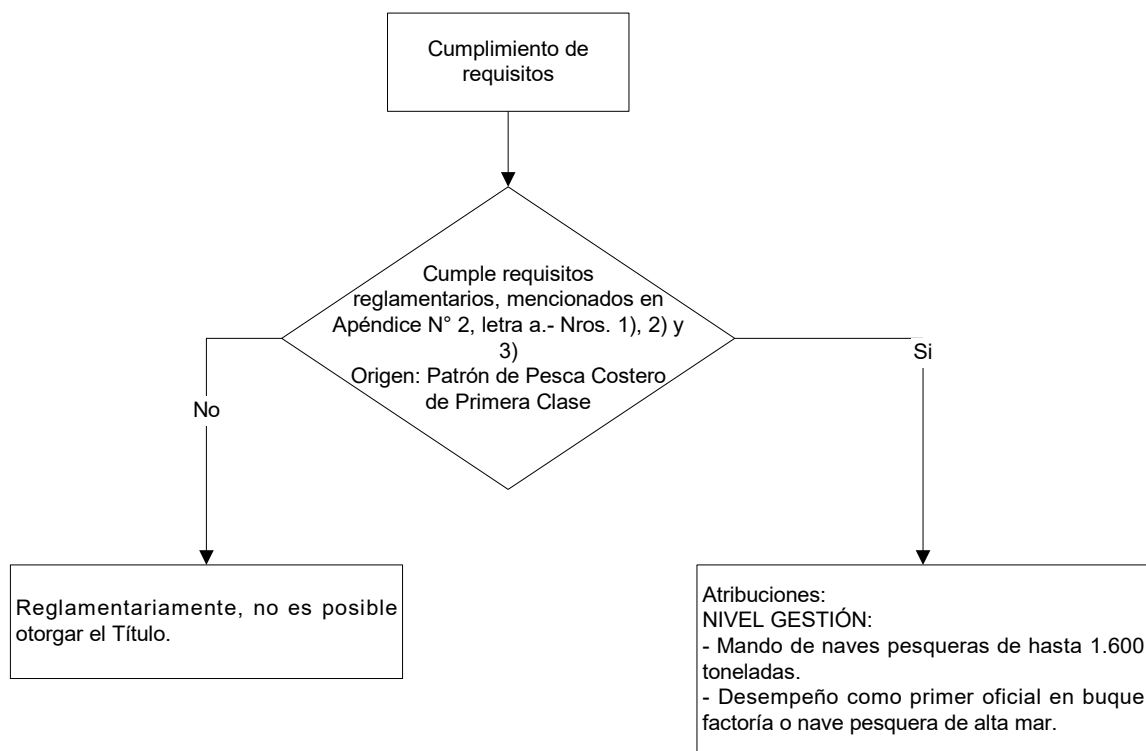 Cumplimiento de
requisitos
Cumple requisitos
reglamentarios, mencionados en
Apéndice N° 2, letra a.- Nros. 1), 2) y
3)
Origen: Patrón de Pesca Costero
de Primera Clase
No
Si
Reglamentariamente, no es posible
otorgar el Título.
Atribuciones:
NIVEL GESTIÓN:
- Mando de naves pesqueras de hasta 1.600
toneladas.
- Desempeño como primer oficial en buque
factoría o nave pesquera de alta mar.